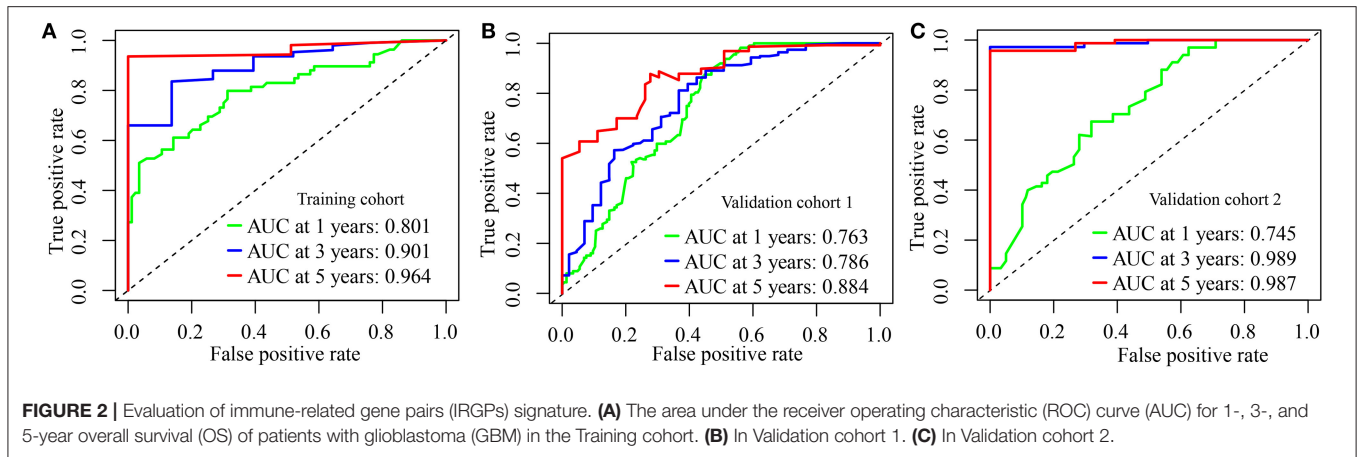 A
True positive rate
1.0
0.8
0.6
0.4
0.2
0.0
Training cohort
AUC at 1 years: 0.801
AUC at 3 years: 0.901
AUC at 5 years: 0.964
0.0 0.2 0.4 0.6 0.8 1.0
False positive rate
B
True positive rate
1.0
0.8
0.6
0.4
0.2
0.0
Validation cohort 1
AUC at 1 years: 0.763
AUC at 3 years: 0.786
AUC at 5 years: 0.884
0.0 0.2 0.4 0.6 0.8 1.0
False positive rate
C
True positive rate
1.0
0.8
0.6
0.4
0.2
0.0
Validation cohort 2
AUC at 1 years: 0.745
AUC at 3 years: 0.989
AUC at 5 years: 0.987
0.0 0.2 0.4 0.6 0.8 1.0
False positive rate
FIGURE 2 | Evaluation of immune-related gene pairs (IRGPs) signature. (A) The area under the receiver operating characteristic (ROC) curve (AUC) for 1-, 3-, and
5-year overall survival (OS) of patients with glioblastoma (GBM) in the Training cohort. (B) In Validation cohort 1. (C) In Validation cohort 2.